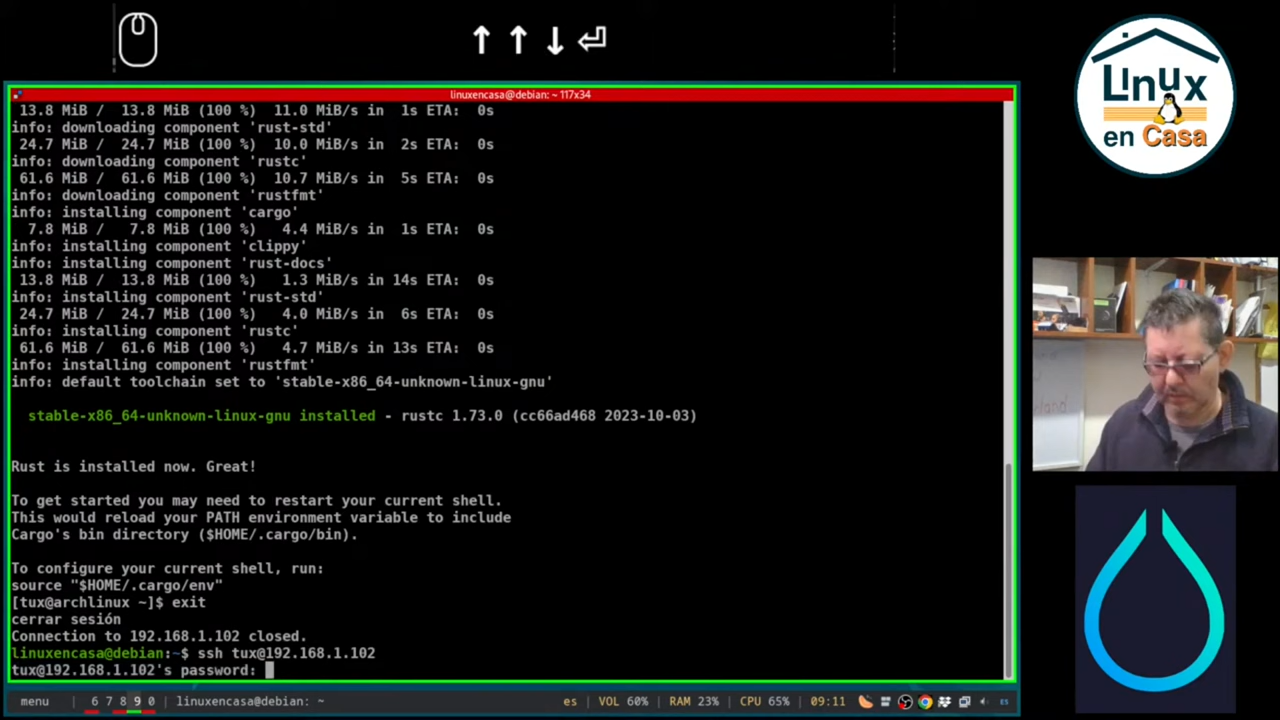 ↑ ↑ ↓ ⏎
LInux
en Casa
linuxencasa@debian: ~ 117x34
13.8 MiB /  13.8 MiB (100 %)  11.0 MiB/s in  1s ETA:  0s
info: downloading component 'rust-std'
24.7 MiB /  24.7 MiB (100 %)  10.0 MiB/s in  2s ETA:  0s
info: downloading component 'rustc'
61.6 MiB /  61.6 MiB (100 %)  10.7 MiB/s in  5s ETA:  0s
info: downloading component 'rustfmt'
info: installing component 'cargo'
7.8 MiB /   7.8 MiB (100 %)   4.4 MiB/s in  1s ETA:  0s
info: installing component 'clippy'
info: installing component 'rust-docs'
13.8 MiB /  13.8 MiB (100 %)   1.3 MiB/s in 14s ETA:  0s
info: installing component 'rust-std'
24.7 MiB /  24.7 MiB (100 %)   4.0 MiB/s in  6s ETA:  0s
info: installing component 'rustc'
61.6 MiB /  61.6 MiB (100 %)   4.7 MiB/s in 13s ETA:  0s
info: installing component 'rustfmt'
info: default toolchain set to 'stable-x86_64-unknown-linux-gnu'
stable-x86_64-unknown-linux-gnu installed - rustc 1.73.0 (cc66ad468 2023-10-03)
Rust is installed now. Great!
To get started you may need to restart your current shell.
This would reload your PATH environment variable to include
Cargo's bin directory ($HOME/.cargo/bin).
To configure your current shell, run:
source "$HOME/.cargo/env"
[tux@archlinux ~]$ exit
cerrar sesión
Connection to 192.168.1.102 closed.
linuxencasa@debian:~$ ssh tux@192.168.1.102
tux@192.168.1.102's password:
menu 6 7 8 9 0 linuxencasa@debian: ~ es VOL 60% RAM 23% CPU 65% 09:11 ES